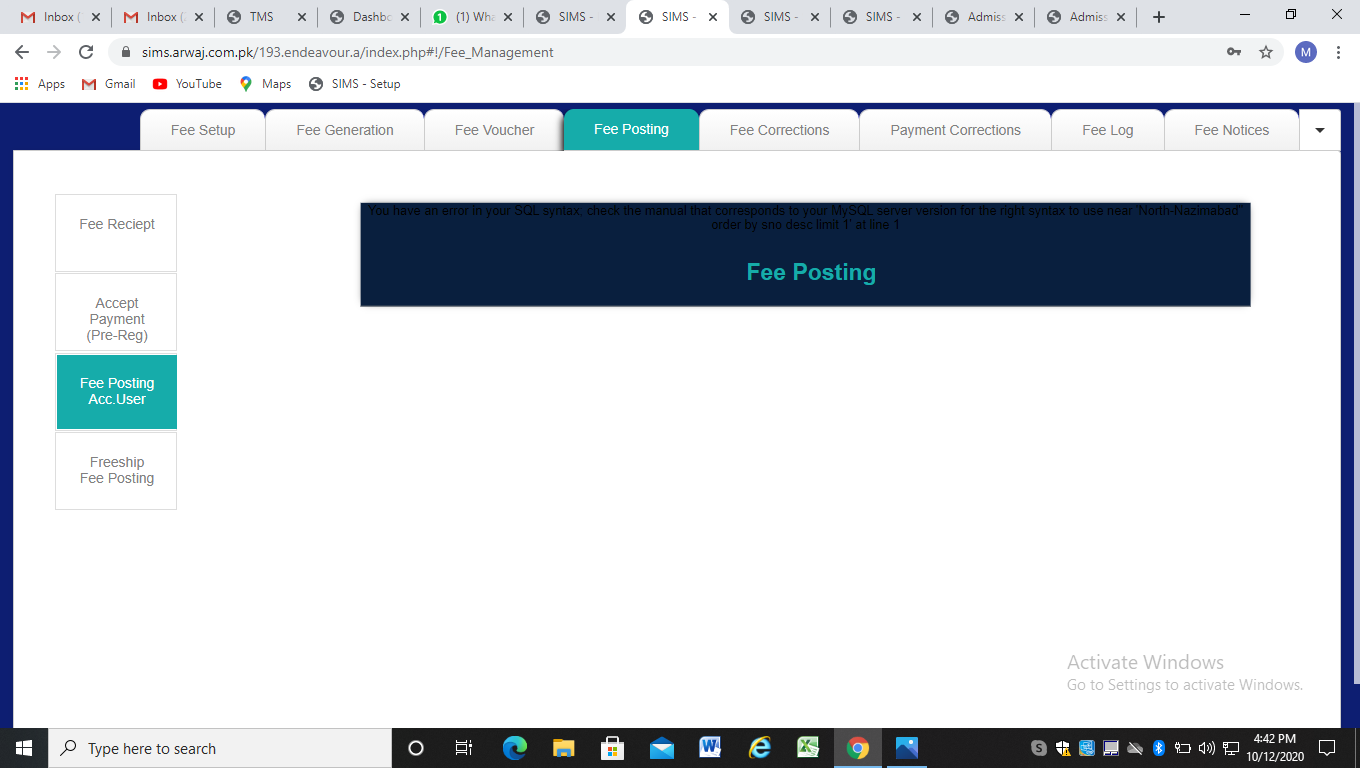 Inbox (
Inbox (
TMS
Dashbo
(1) Wha
SIMS -
SIMS -
SIMS -
SIMS -
Admiss
Admiss
sims.arwaj.com.pk/193.endeavour.a/index.php#!/Fee_Management
M
Apps
Gmail
YouTube
Maps
SIMS - Setup
Fee Setup
Fee Generation
Fee Voucher
Fee Posting
Fee Corrections
Payment Corrections
Fee Log
Fee Notices
Fee Reciept
Accept
Payment
(Pre-Reg)
Fee Posting
Acc.User
Freeship
Fee Posting
You have an error in your SQL syntax; check the manual that corresponds to your MySQL server version for the right syntax to use near 'North-Nazimabad"
order by sno desc limit 1' at line 1
Fee Posting
Activate Windows
Go to Settings to activate Windows.
Type here to search
4:42 PM
10/12/2020